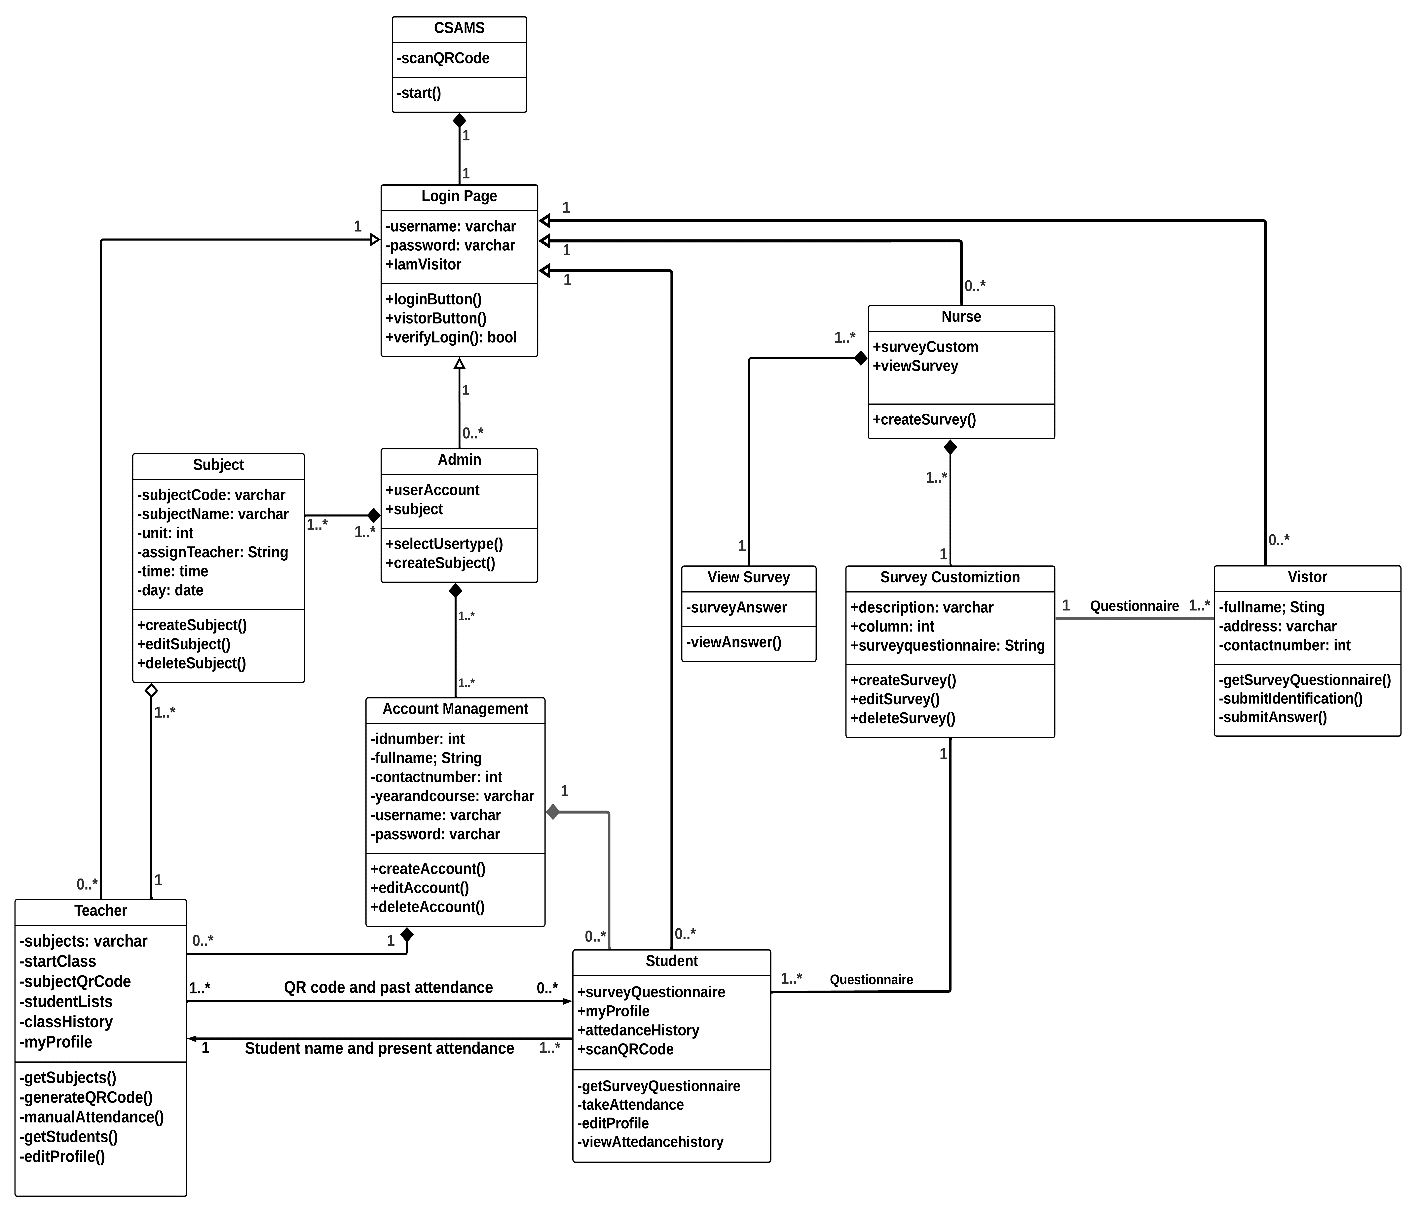 CSAMS
-scanQRCode
-start()
1
1
Login Page
-username: varchar
-password: varchar
+IamVisitor
+loginButton()
+vistorButton()
+verifyLogin(): bool
1
1
1
1
1
0..*
0..*
Nurse
+surveyCustom
+viewSurvey
+createSurvey()
1..*
1..*
1
1
0..*
Subject
-subjectCode: varchar
-subjectName: varchar
-unit: int
-assignTeacher: String
-time: time
-day: date
+createSubject()
+editSubject()
+deleteSubject()
1..*
1..*
Admin
+userAccount
+subject
+selectUsertype()
+createSubject()
1..*
1..*
View Survey
-surveyAnswer
-viewAnswer()
Survey Customiztion
+description: varchar
+column: int
+surveyquestionnaire: String
+createSurvey()
+editSurvey()
+deleteSurvey()
1 Questionnaire 1..*
Vistor
-fullname; Sting
-address: varchar
-contactnumber: int
-getSurveyQuestionnaire()
-submitIdentification()
-submitAnswer()
1..*
1
Account Management
-idnumber: int
-fullname; String
-contactnumber: int
-yearandcourse: varchar
-username: varchar
-password: varchar
+createAccount()
+editAccount()
+deleteAccount()
1
1
0..*
0..*
0..*
1
0..*
Teacher
-subjects: varchar
-startClass
-subjectQrCode
-studentLists
-classHistory
-myProfile
-getSubjects()
-generateQRCode()
-manualAttendance()
-getStudents()
-editProfile()
1..* QR code and past attendance 0..*
1 Student name and present attendance 1..*
Student
+surveyQuestionnaire
+myProfile
+attedanceHistory
+scanQRCode
-getSurveyQuestionnaire
-takeAttendance
-editProfile
-viewAttedancehistory
1..* Questionnaire